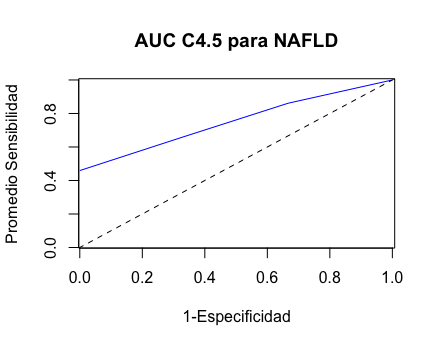 AUC C4.5 para NAFLD
Promedio Sensibilidad
0.8
0.4
0.0
0.0 0.2 0.4 0.6 0.8 1.0
1-Especificidad